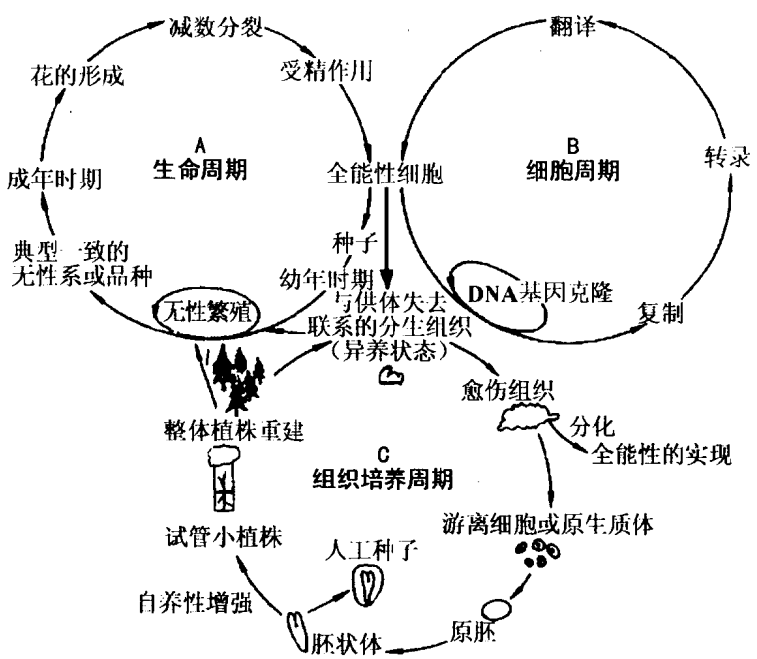 减数分裂
受精作用
花的形成
成年时期
典型一致的
无性系或品种
A
生命周期
全能性细胞
种子
幼年时期
无性繁殖
翻译
转录
B
细胞周期
DNA基因克隆
复制
与供体失去
联系的分生组织
(异养状态)
愈伤组织
分化
全能性的实现
C
组织培养周期
游离细胞或原生质体
原胚
胚状体
人工种子
自养性增强
试管小植株
整体植株重建